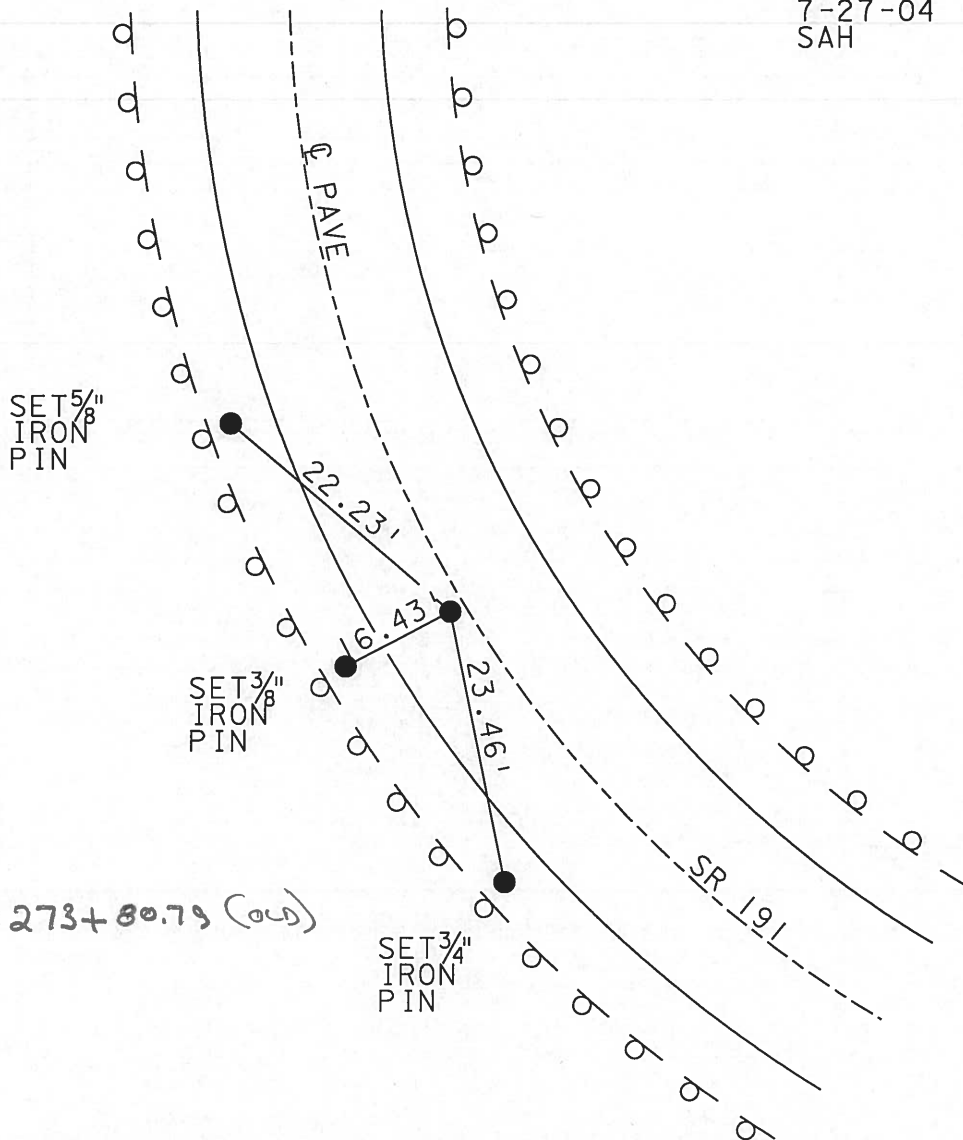 7-27-04
SAH
℄ PAVE
SET 5/8"
IRON
PIN
22.23'
6.43'
SET 3/8"
IRON
PIN
23.46'
SR 191
273+80.79 (OLD)
SET 3/4"
IRON
PIN